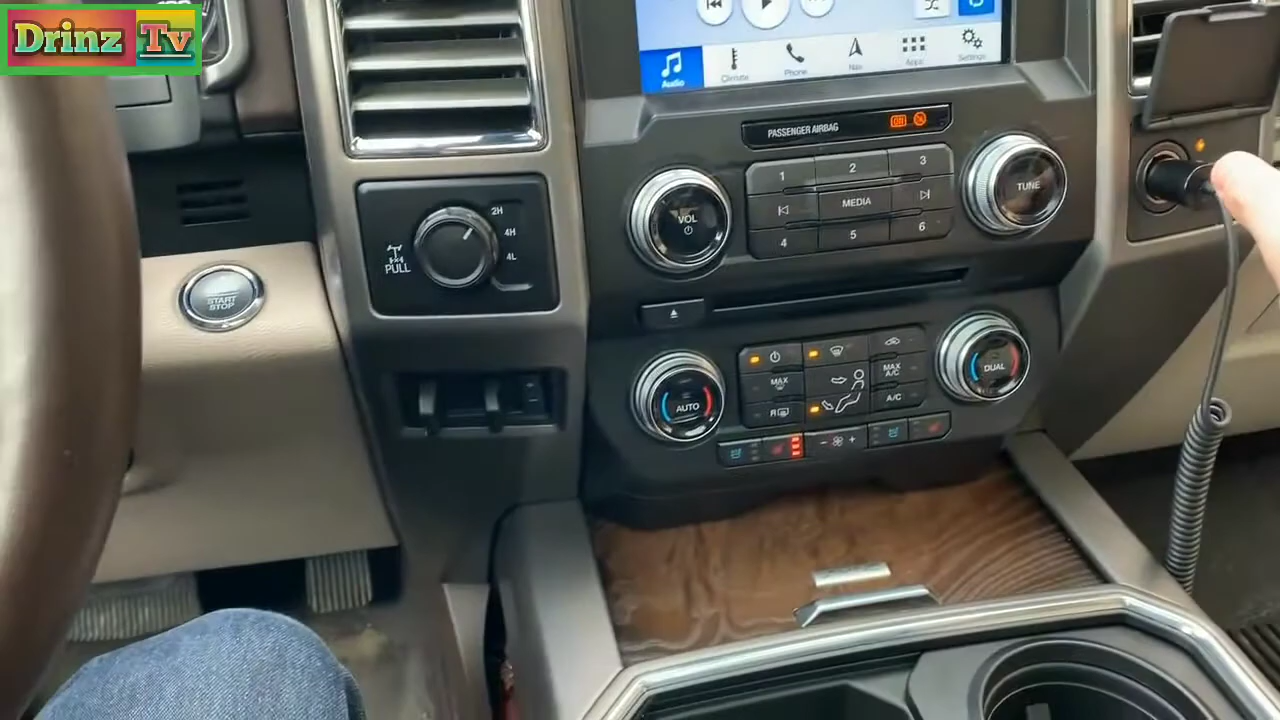 Drinz Tv
Audio
Climate
Phone
Nav
Apps
Settings
PASSENGER AIRBAG
OFF
1
2
3
MEDIA
4
5
6
VOL
TUNE
2H
4H
4L
PULL
START
STOP
AUTO
MAX
R
MAX
A/C
A/C
DUAL
- +